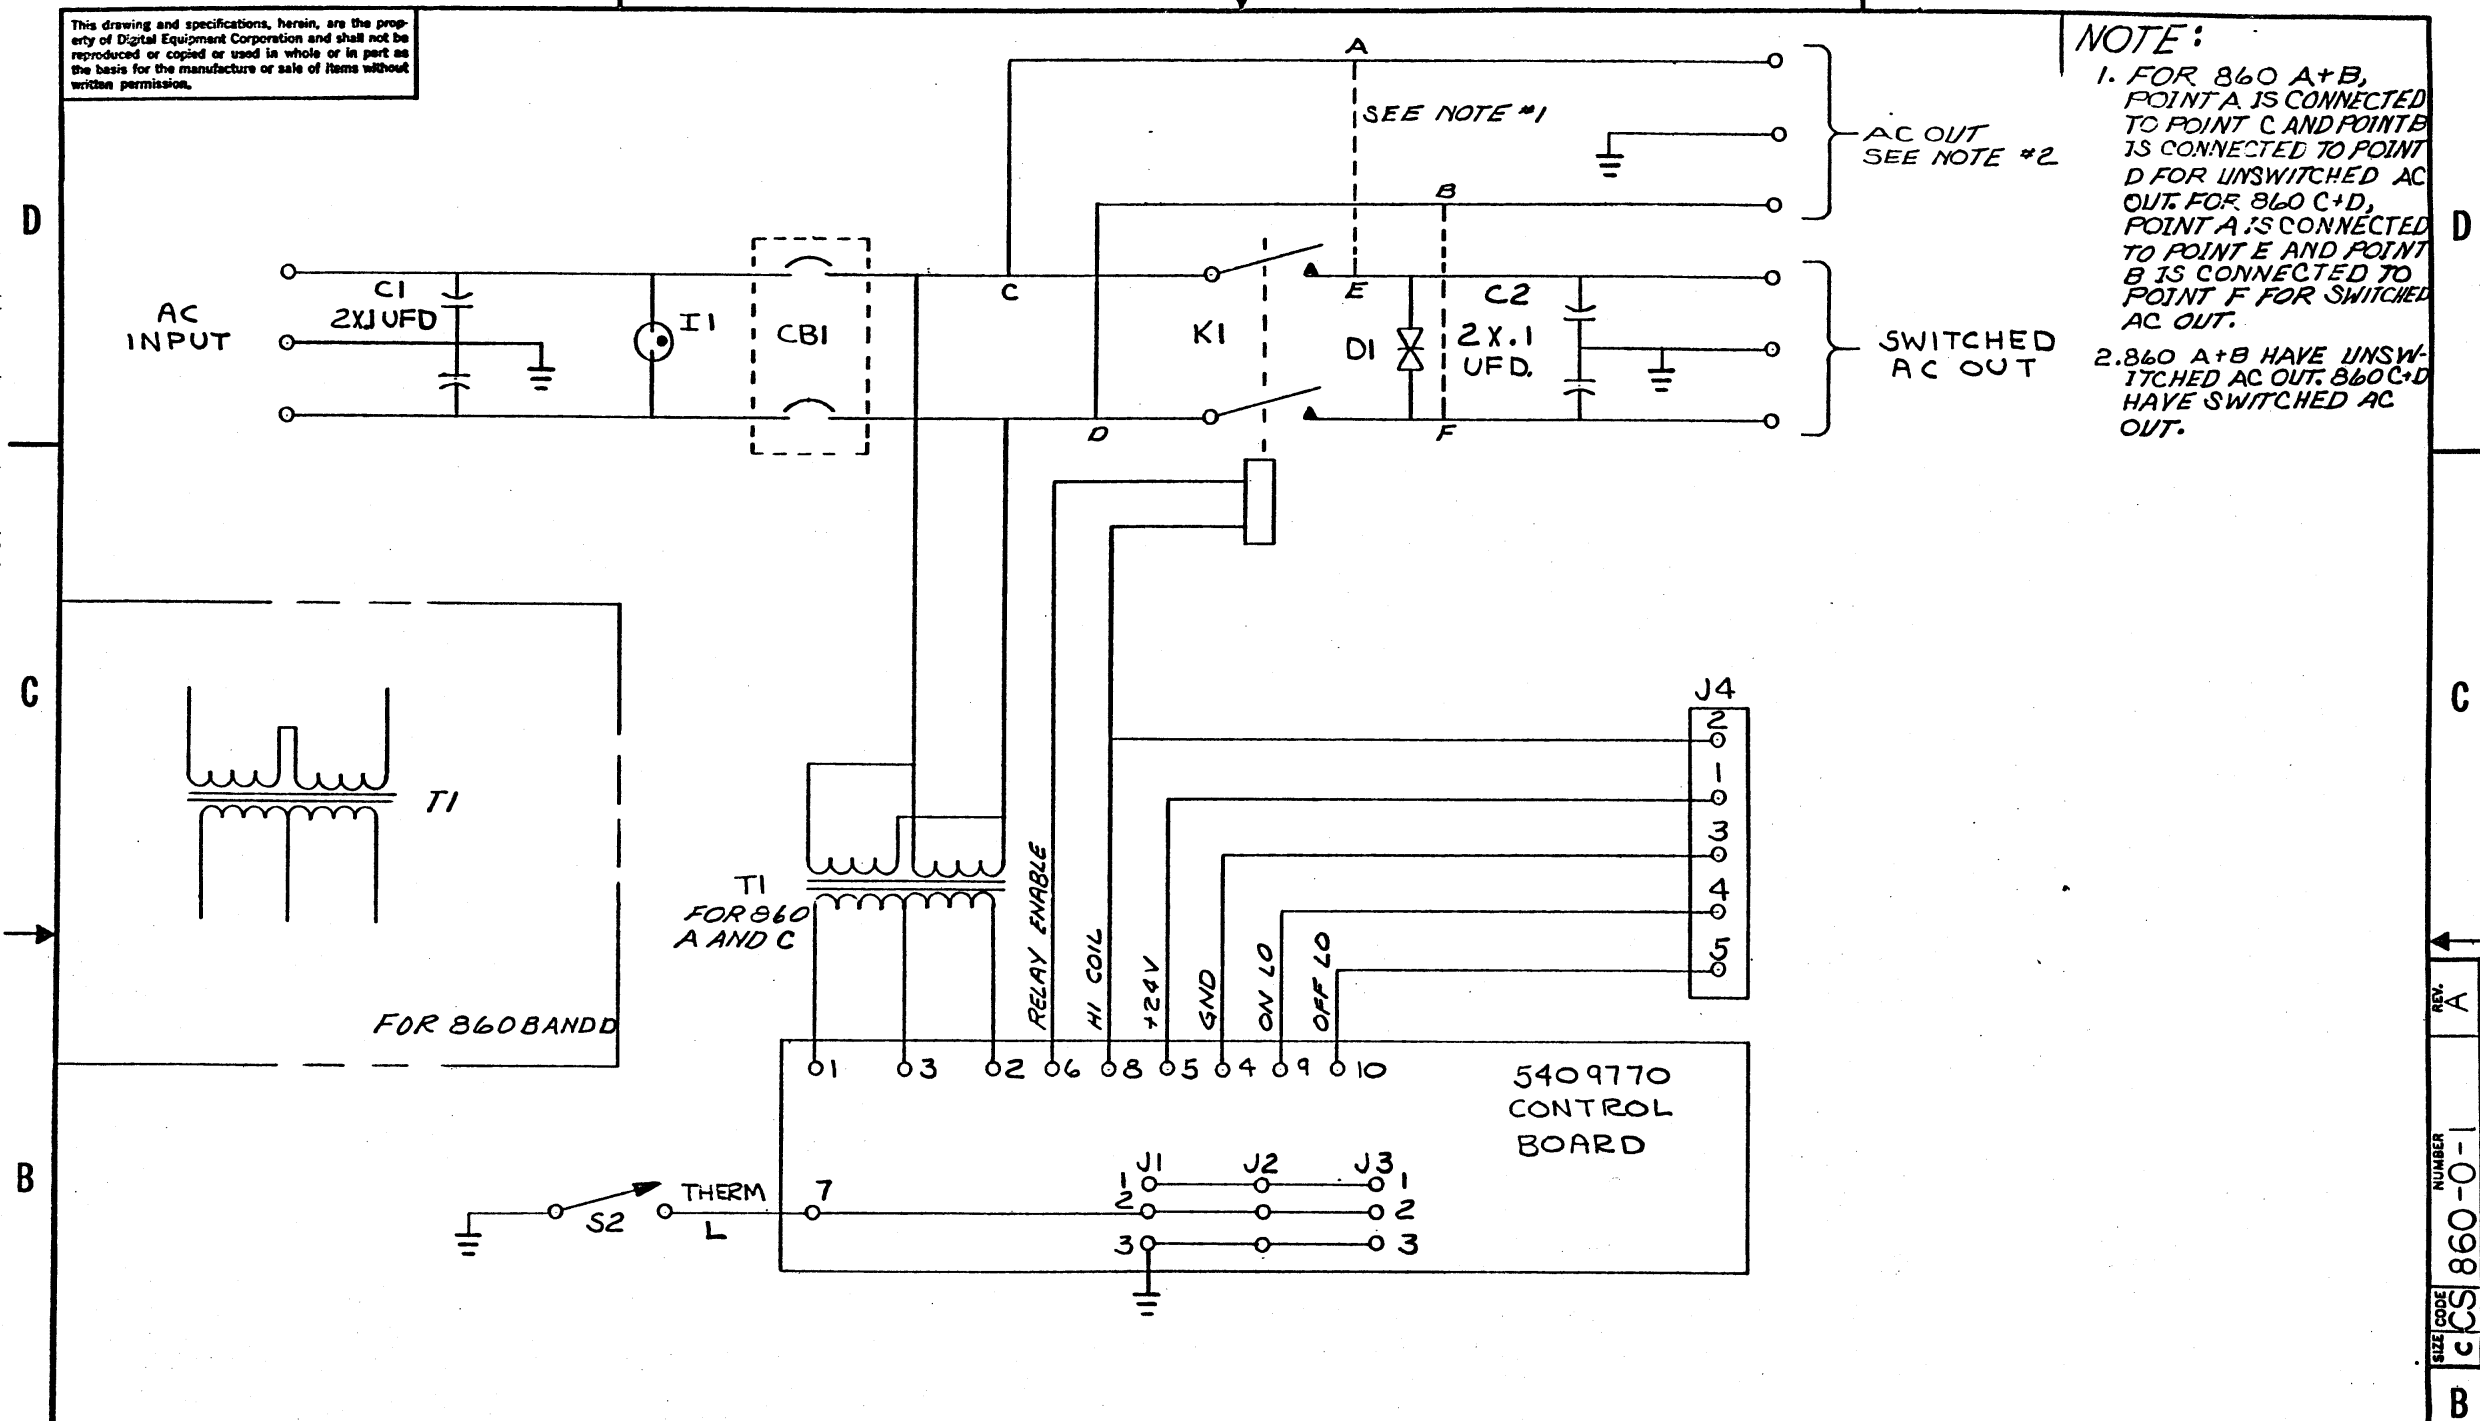 This drawing and specifications, herein, are the prop-
erty of Digital Equipment Corporation and shall not be
reproduced or copied or used in whole or in part as
the basis for the manufacture or sale of items without
written permission.
NOTE:
1. FOR 860 A+B,
POINT A IS CONNECTED
TO POINT C AND POINT B
IS CONNECTED TO POINT
D FOR UNSWITCHED AC
OUT. FOR 860 C+D,
POINT A IS CONNECTED
TO POINT E AND POINT
B IS CONNECTED TO
POINT F FOR SWITCHED
AC OUT.
2. 860 A+B HAVE UNSW-
ITCHED AC OUT. 860 C+D
HAVE SWITCHED AC
OUT.
A
SEE NOTE #1
AC OUT
SEE NOTE #2
B
D
D
AC
INPUT
C1
2X.1UFD
I1
CB1
C
D
K1
E
D1
F
C2
2X.1
UFD.
SWITCHED
AC OUT
C
C
T1
FOR 860 B AND D
T1
FOR 860
A AND C
RELAY ENABLE
HI COIL
+24V
GND
ON LO
OFF LO
J4
2
1
3
4
5
1
3
2
6
8
5
4
9
10
5409770
CONTROL
BOARD
J1
J2
J3
1
1
2
2
3
3
S2
THERM
L
7
B
REV.
A
NUMBER
860-0-1
CODE
CS
SIZE
C
B